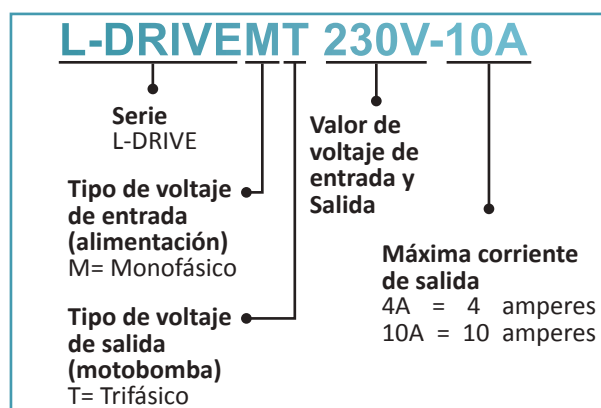 L-DRIVEMT 230V-10A
Serie
L-DRIVE
Tipo de voltaje
de entrada
(alimentación)
M= Monofásico
Tipo de voltaje
de salida
(motobomba)
T= Trifásico
Valor de
voltaje de
entrada y
Salida
Máxima corriente
de salida
4A = 4 amperes
10A = 10 amperes